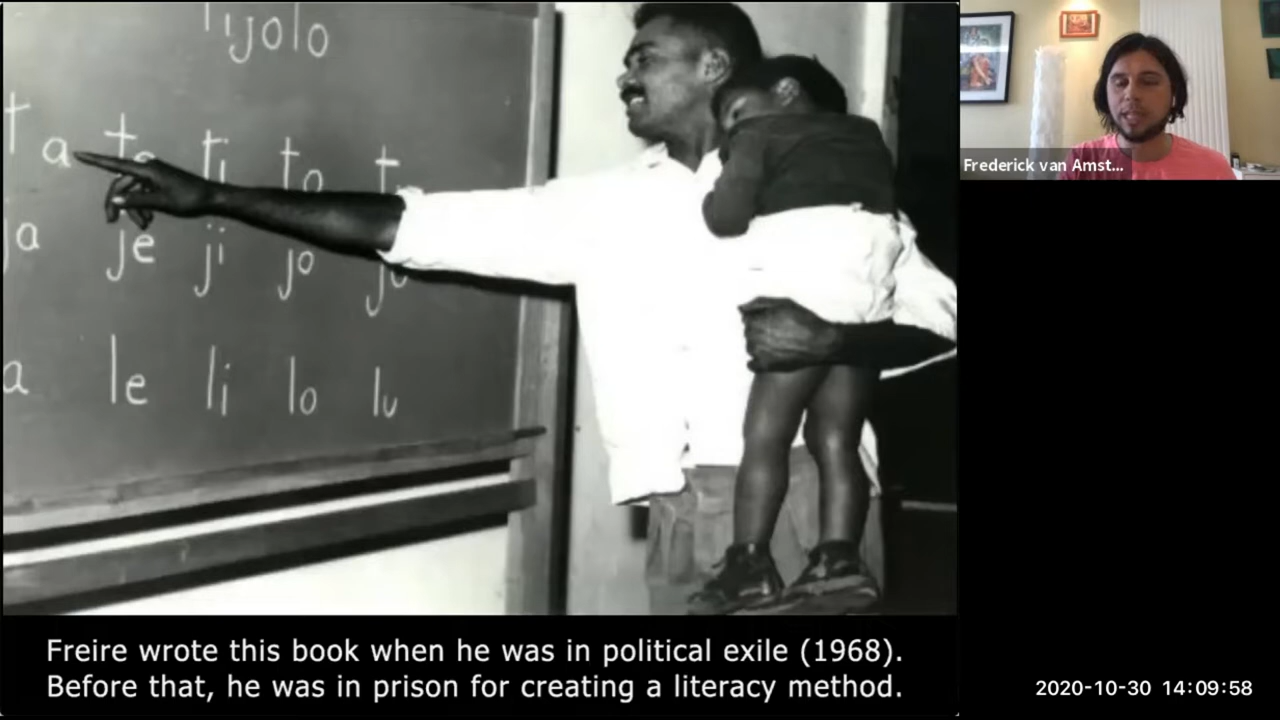 tijolo
ta te ti to tu
ja je ji jo ju
le li lo lu
Frederick van Amst...
Freire wrote this book when he was in political exile (1968).
Before that, he was in prison for creating a literacy method.
2020-10-30 14:09:58